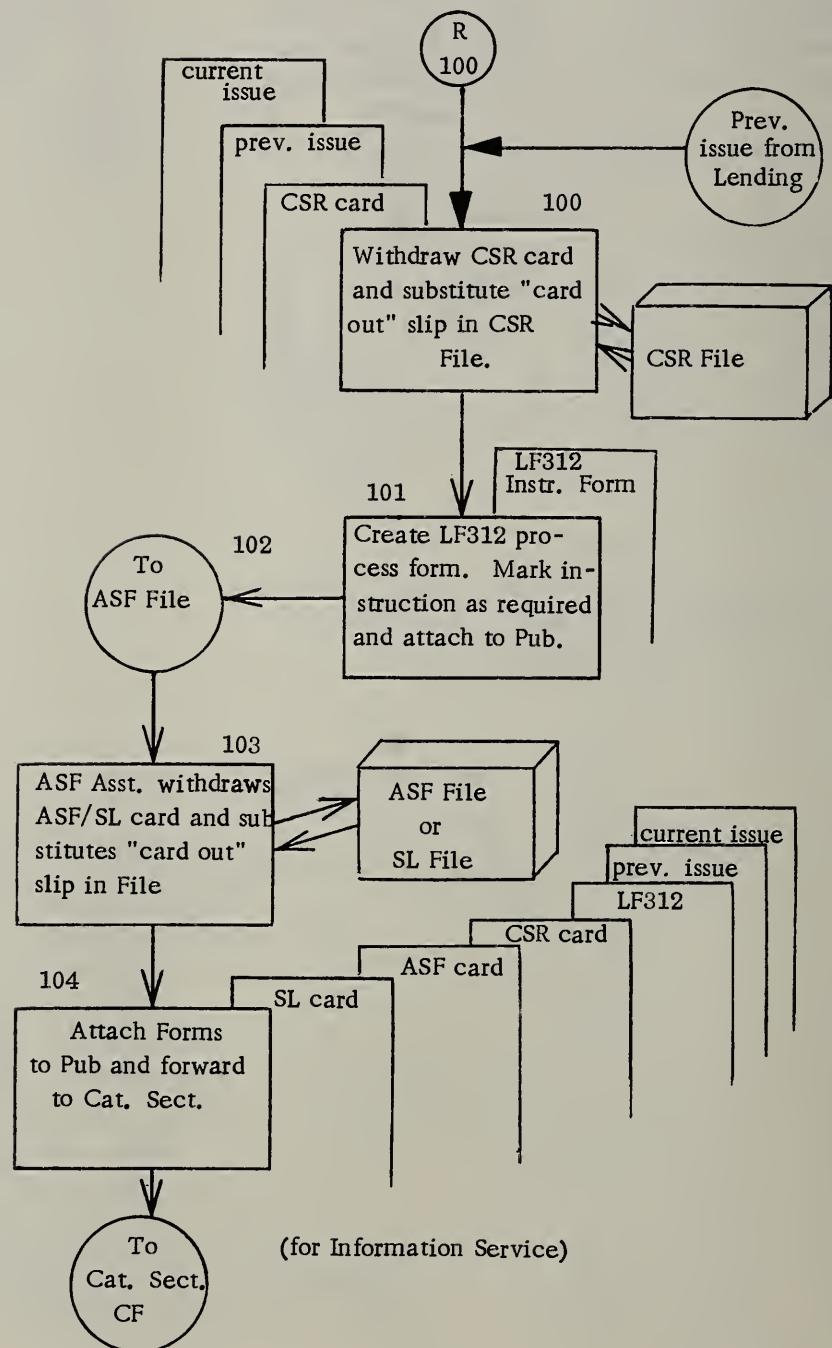 R
100
current
issue
prev. issue
CSR card
Prev.
issue from
Lending
100
Withdraw CSR card
and substitute "card
out" slip in CSR
File.
CSR File
LF312
Instr. Form
101
Create LF312 pro-
cess form. Mark in-
struction as required
and attach to Pub.
102
To
ASF File
103
ASF Asst. withdraws
ASF/SL card and sub
stitutes "card out"
slip in File
ASF File
or
SL File
current issue
prev. issue
LF312
CSR card
ASF card
SL card
104
Attach Forms
to Pub and forward
to Cat. Sect.
To
Cat. Sect.
CF
(for Information Service)